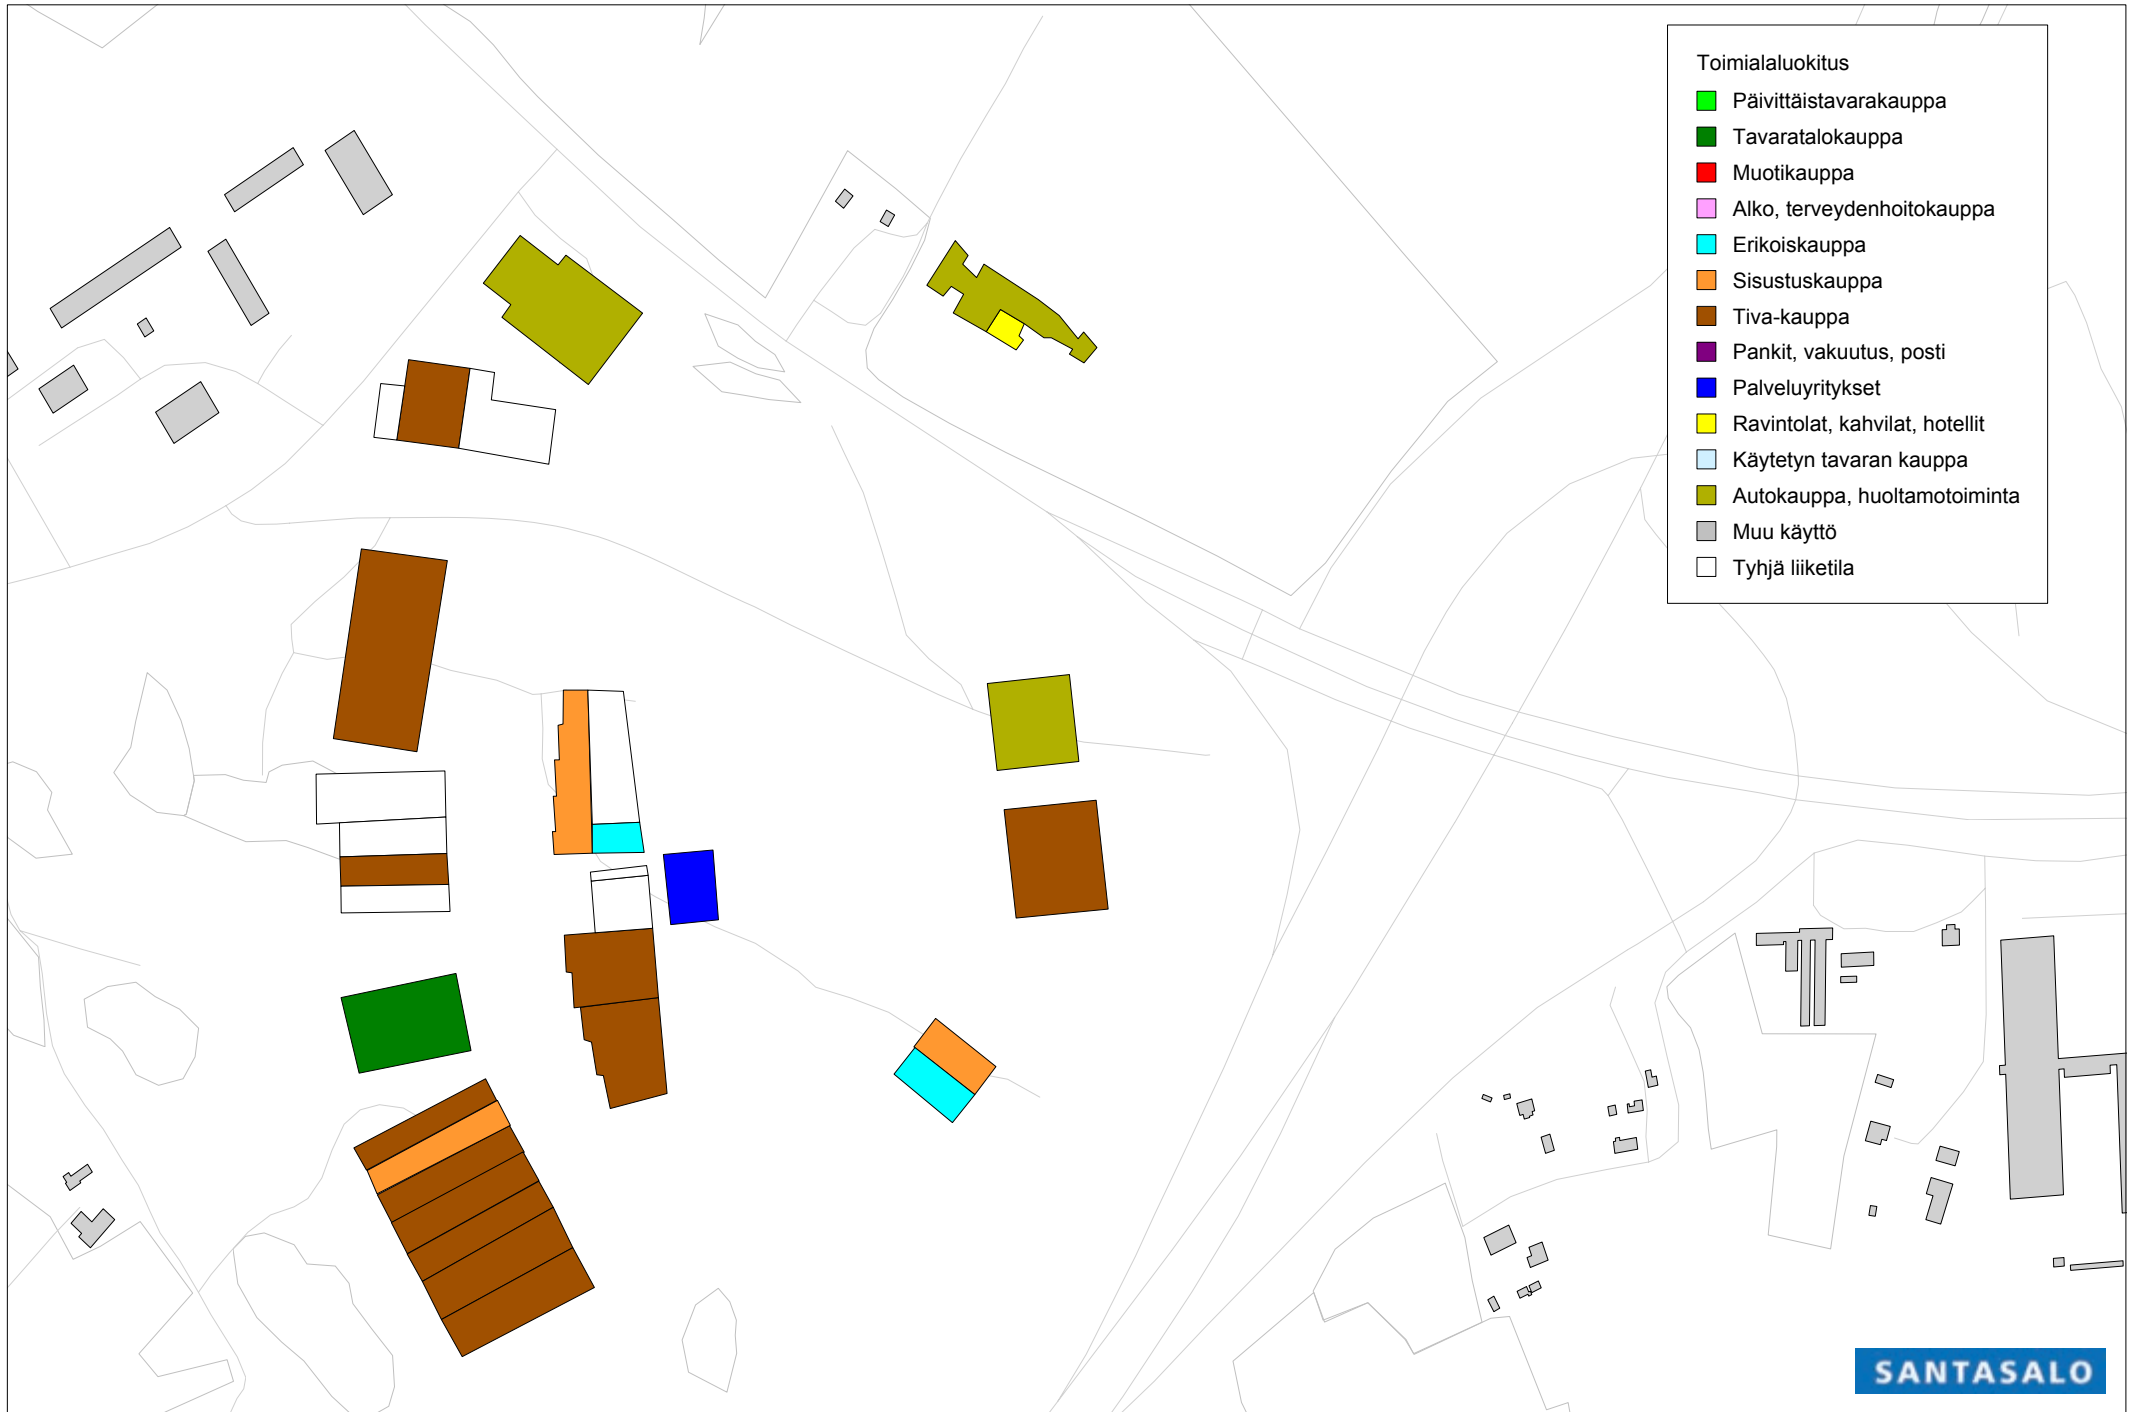 Toimialaluokitus
Päivittäistavarakauppa
Tavaratalokauppa
Muotikauppa
Alko, terveydenhoitokauppa
Erikoiskauppa
Sisustuskauppa
Tiva-kauppa
Pankit, vakuutus, posti
Palveluyritykset
Ravintolat, kahvilat, hotellit
Käytetyn tavaran kauppa
Autokauppa, huoltamotoiminta
Muu käyttö
Tyhjä liiketila
SANTASALO